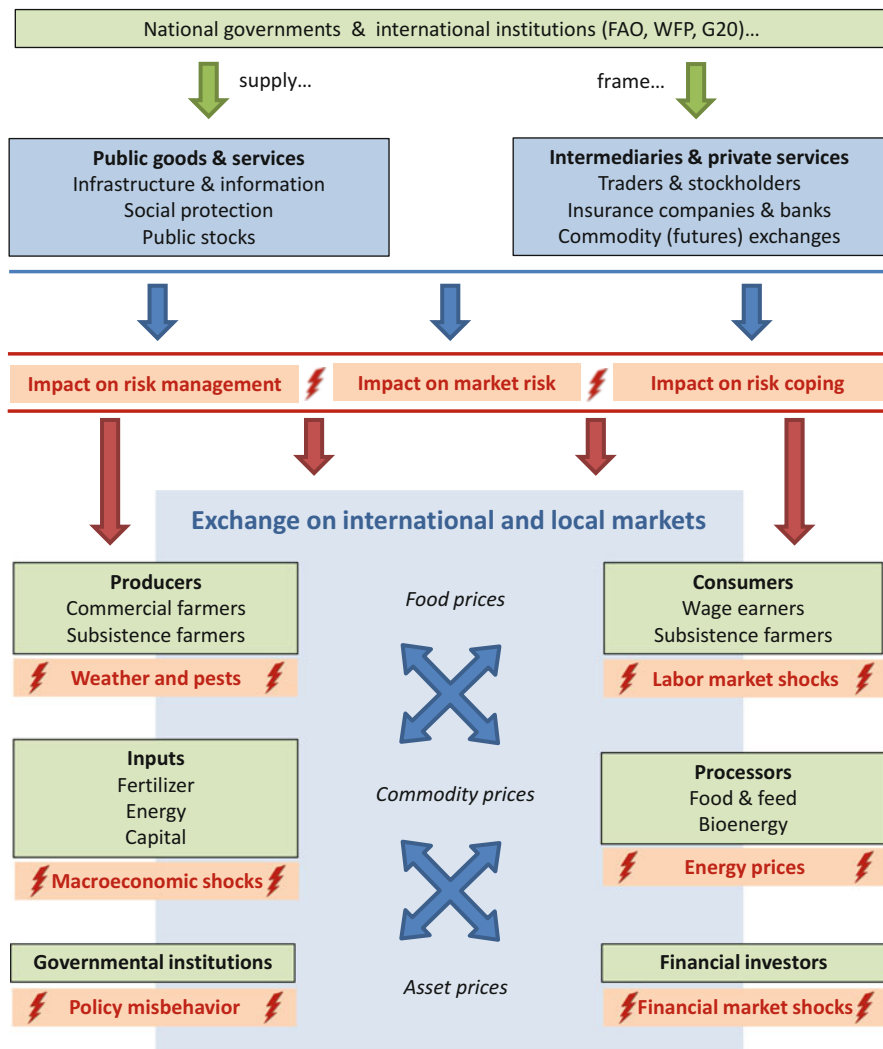 National governments & international institutions (FAO, WFP, G20)...
supply...
frame...
Public goods & services
Infrastructure & information
Social protection
Public stocks
Intermediaries & private services
Traders & stockholders
Insurance companies & banks
Commodity (futures) exchanges
Impact on risk management
Impact on market risk
Impact on risk coping
Exchange on international and local markets
Producers
Commercial farmers
Subsistence farmers
Weather and pests
Food prices
Consumers
Wage earners
Subsistence farmers
Labor market shocks
Inputs
Fertilizer
Energy
Capital
Macroeconomic shocks
Commodity prices
Processors
Food & feed
Bioenergy
Energy prices
Governmental institutions
Policy misbehavior
Asset prices
Financial investors
Financial market shocks